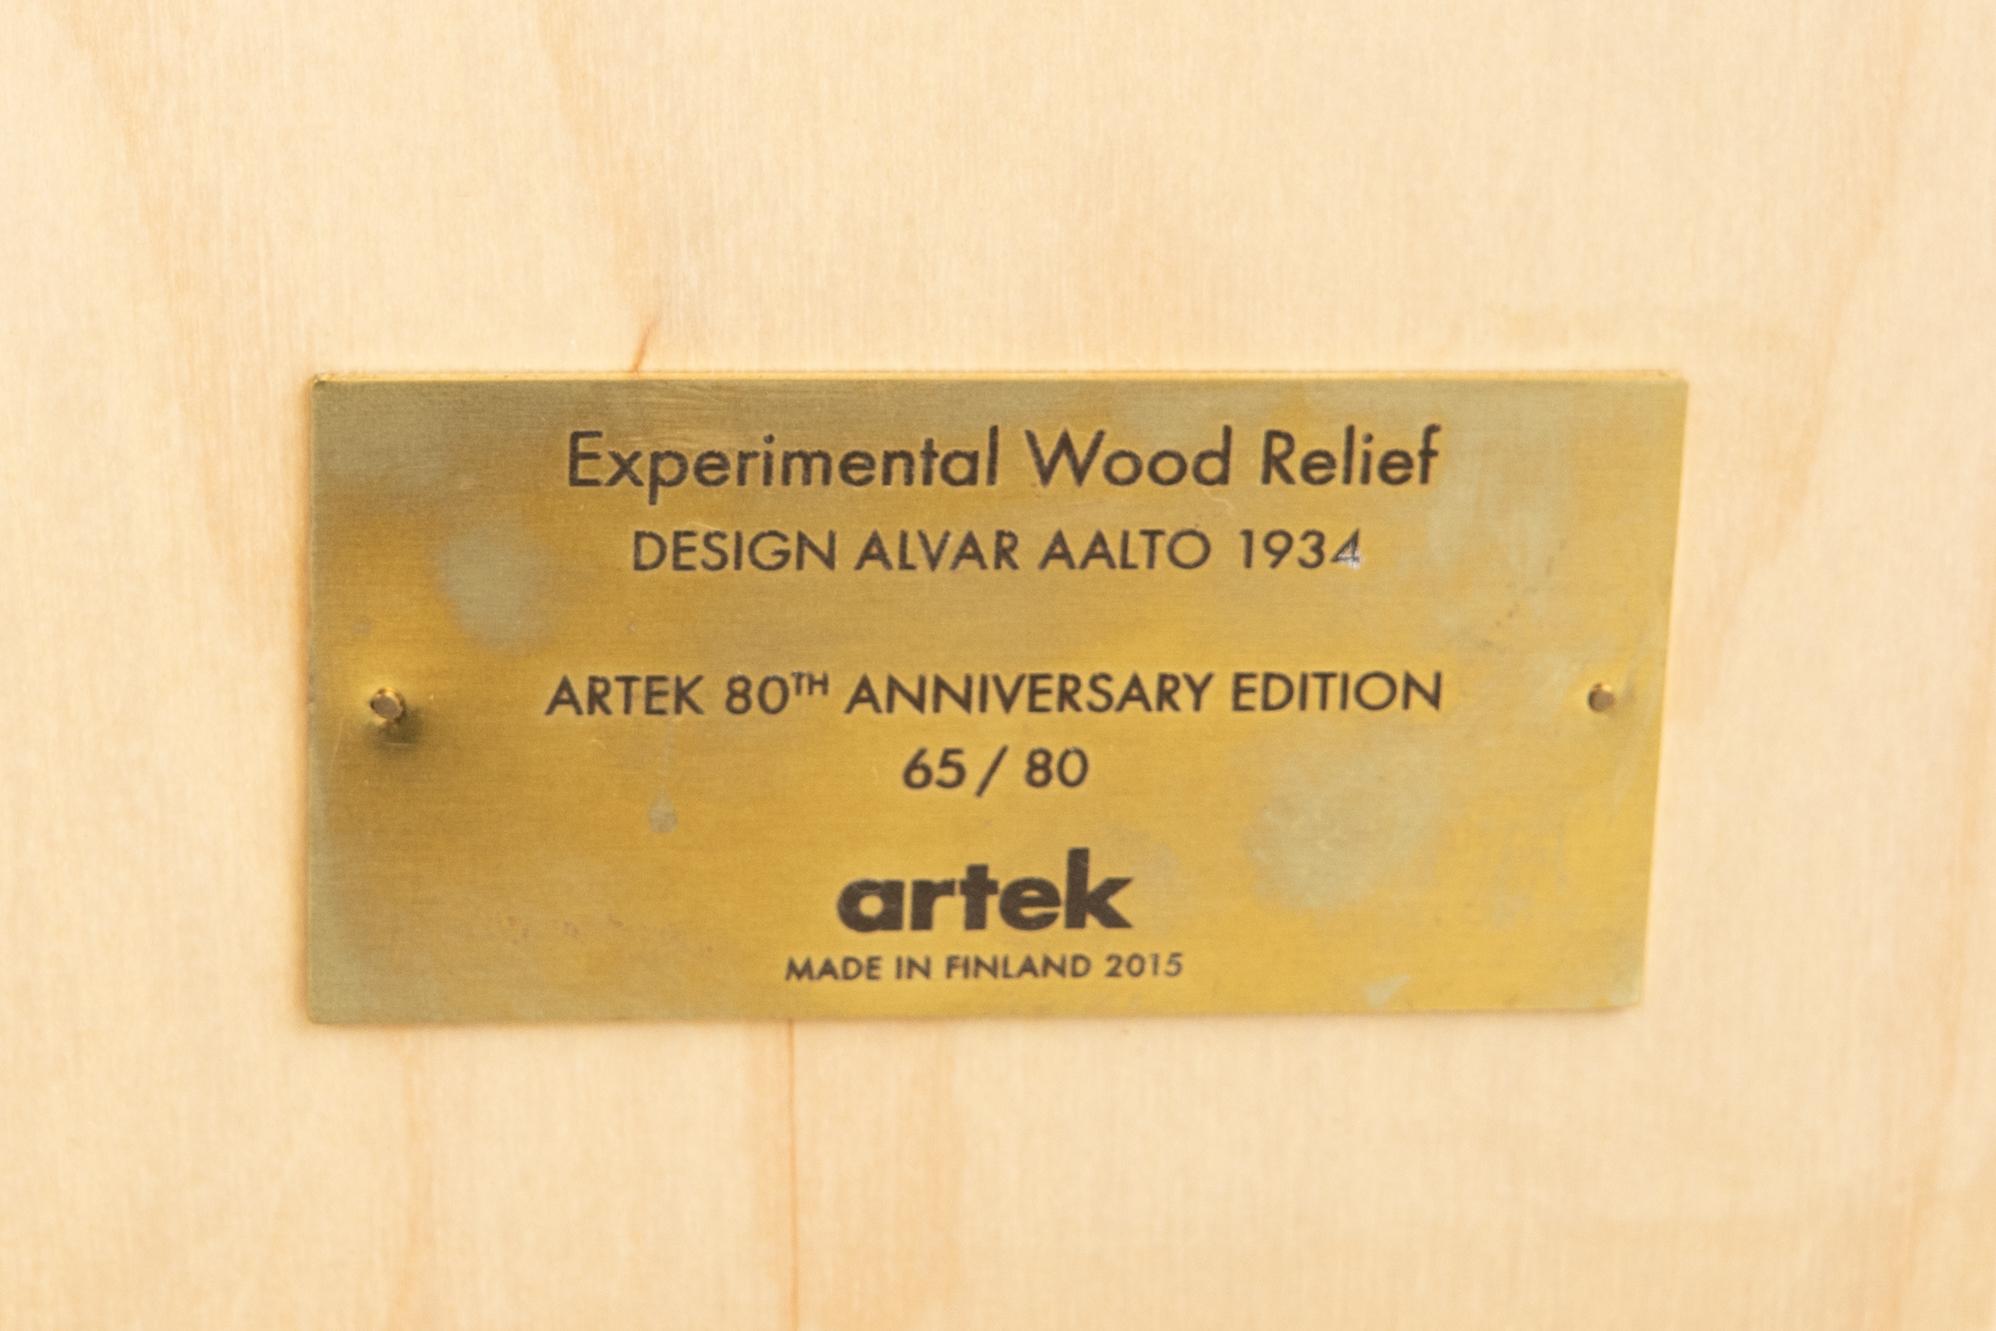 Experimental Wood Relief
DESIGN ALVAR AALTO 1934
ARTEK 80TH ANNIVERSARY EDITION
65 / 80
artek
MADE IN FINLAND 2015